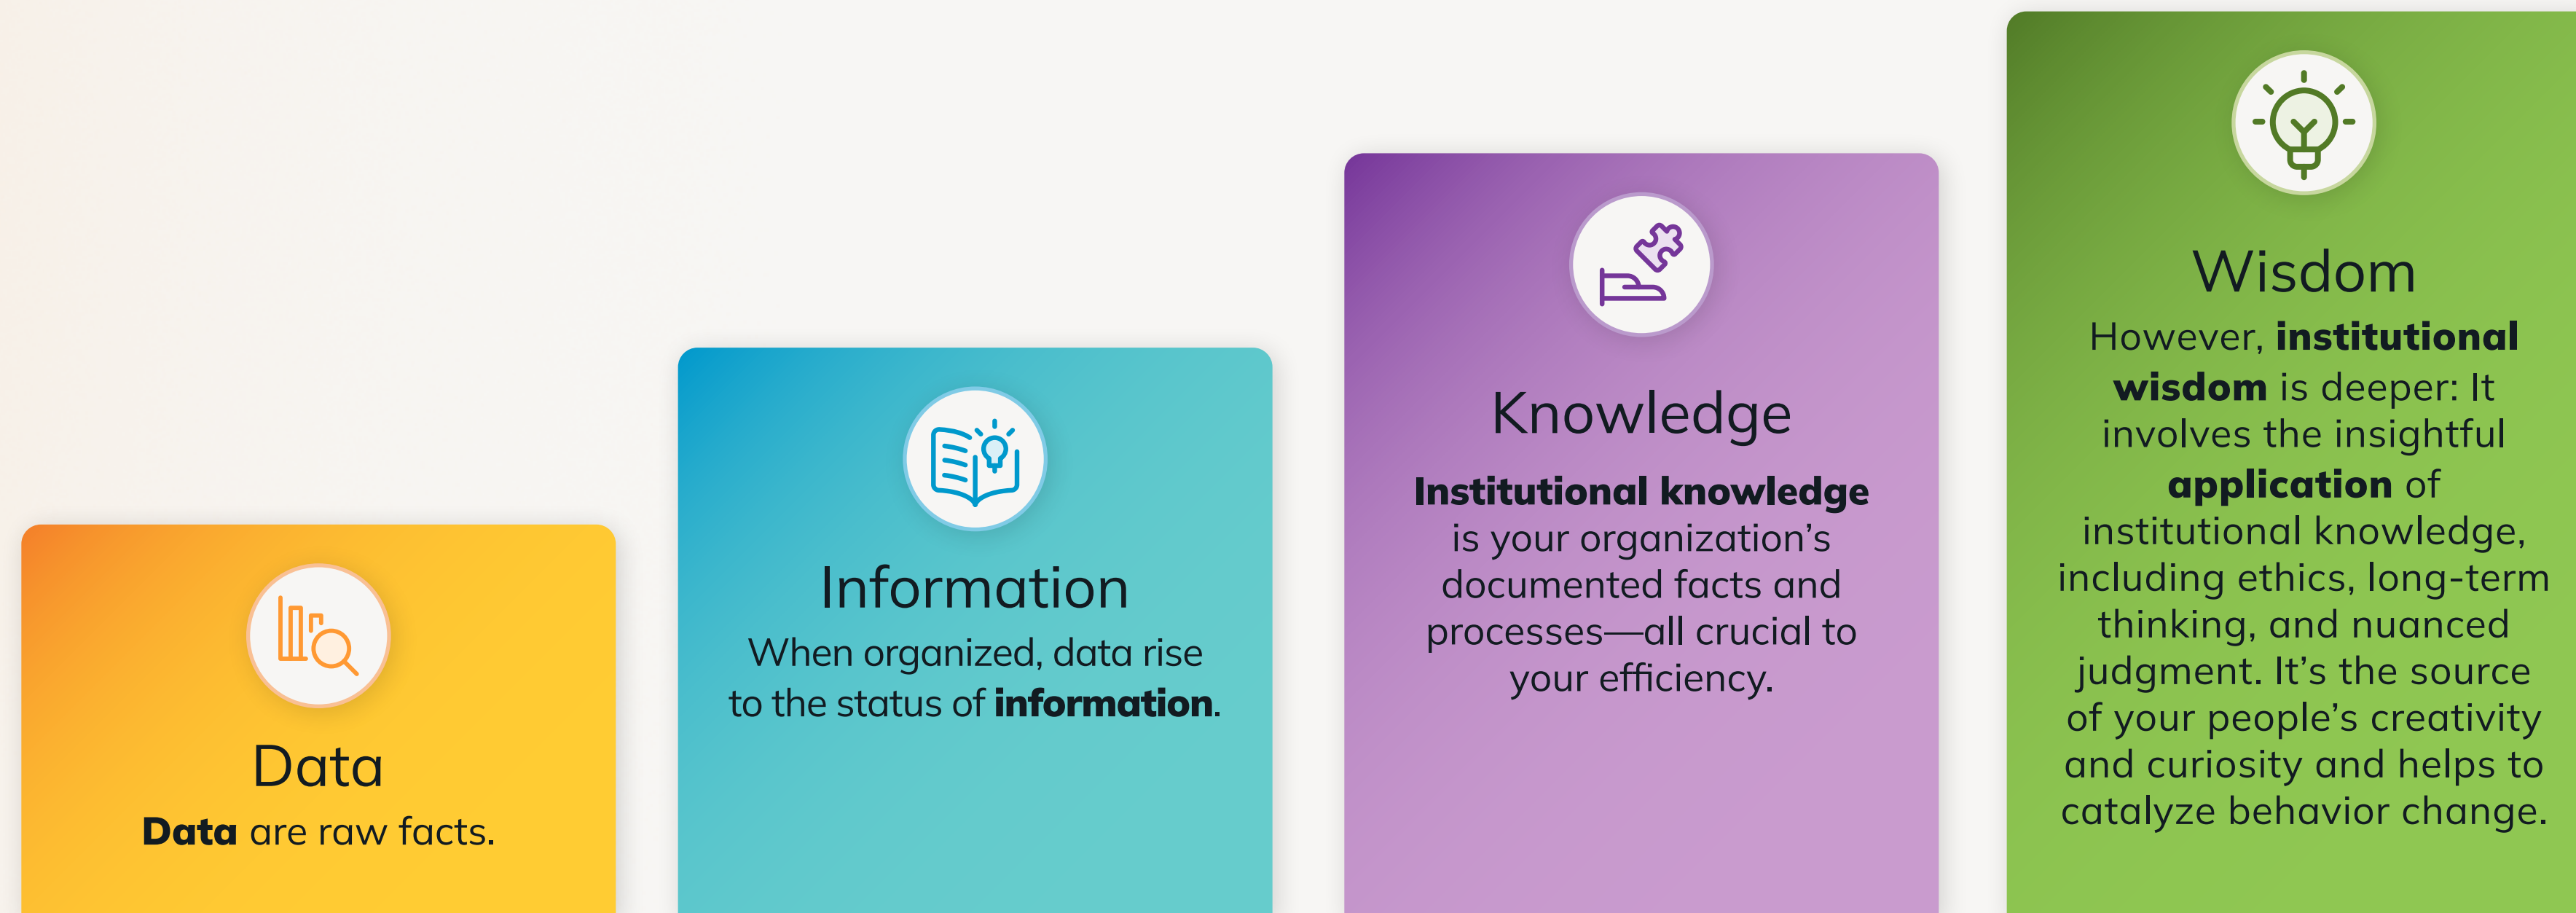 Data
Data are raw facts.
Information
When organized, data rise
to the status of information.
Knowledge
Institutional knowledge
is your organization’s
documented facts and
processes—all crucial to
your efficiency.
Wisdom
However, institutional
wisdom is deeper: It
involves the insightful
application of
institutional knowledge,
including ethics, long-term
thinking, and nuanced
judgment. It’s the source
of your people’s creativity
and curiosity and helps to
catalyze behavior change.